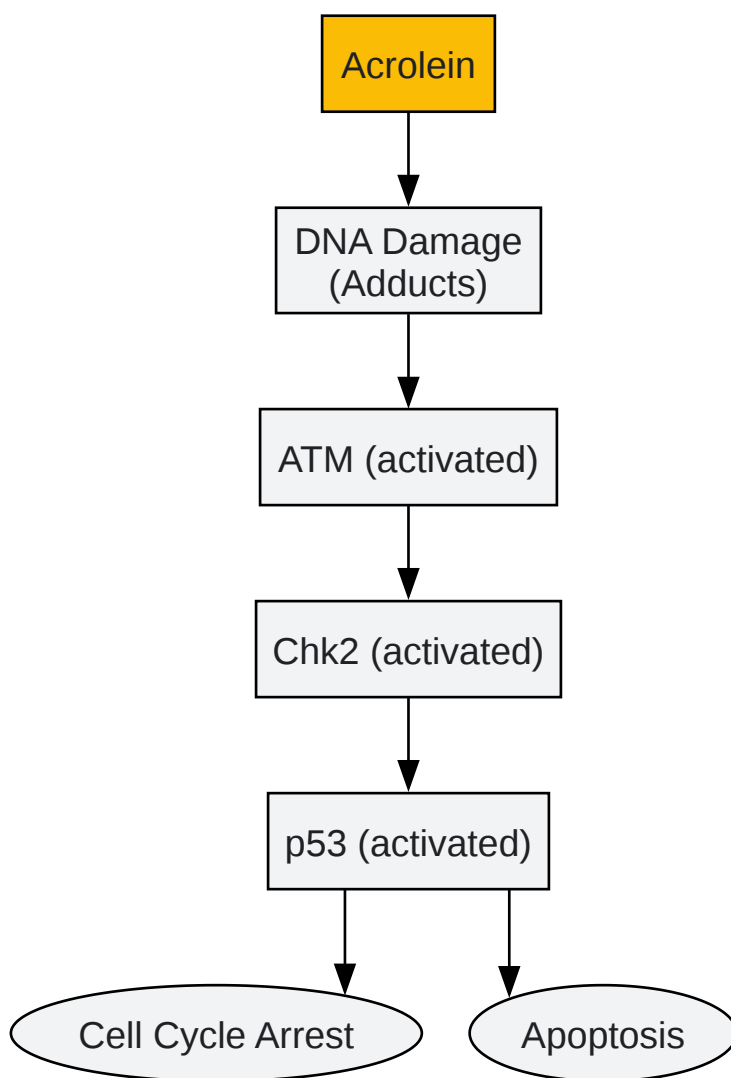 Acrolein
DNA Damage
(Adducts)
ATM (activated)
Chk2 (activated)
p53 (activated)
Cell Cycle Arrest
Apoptosis